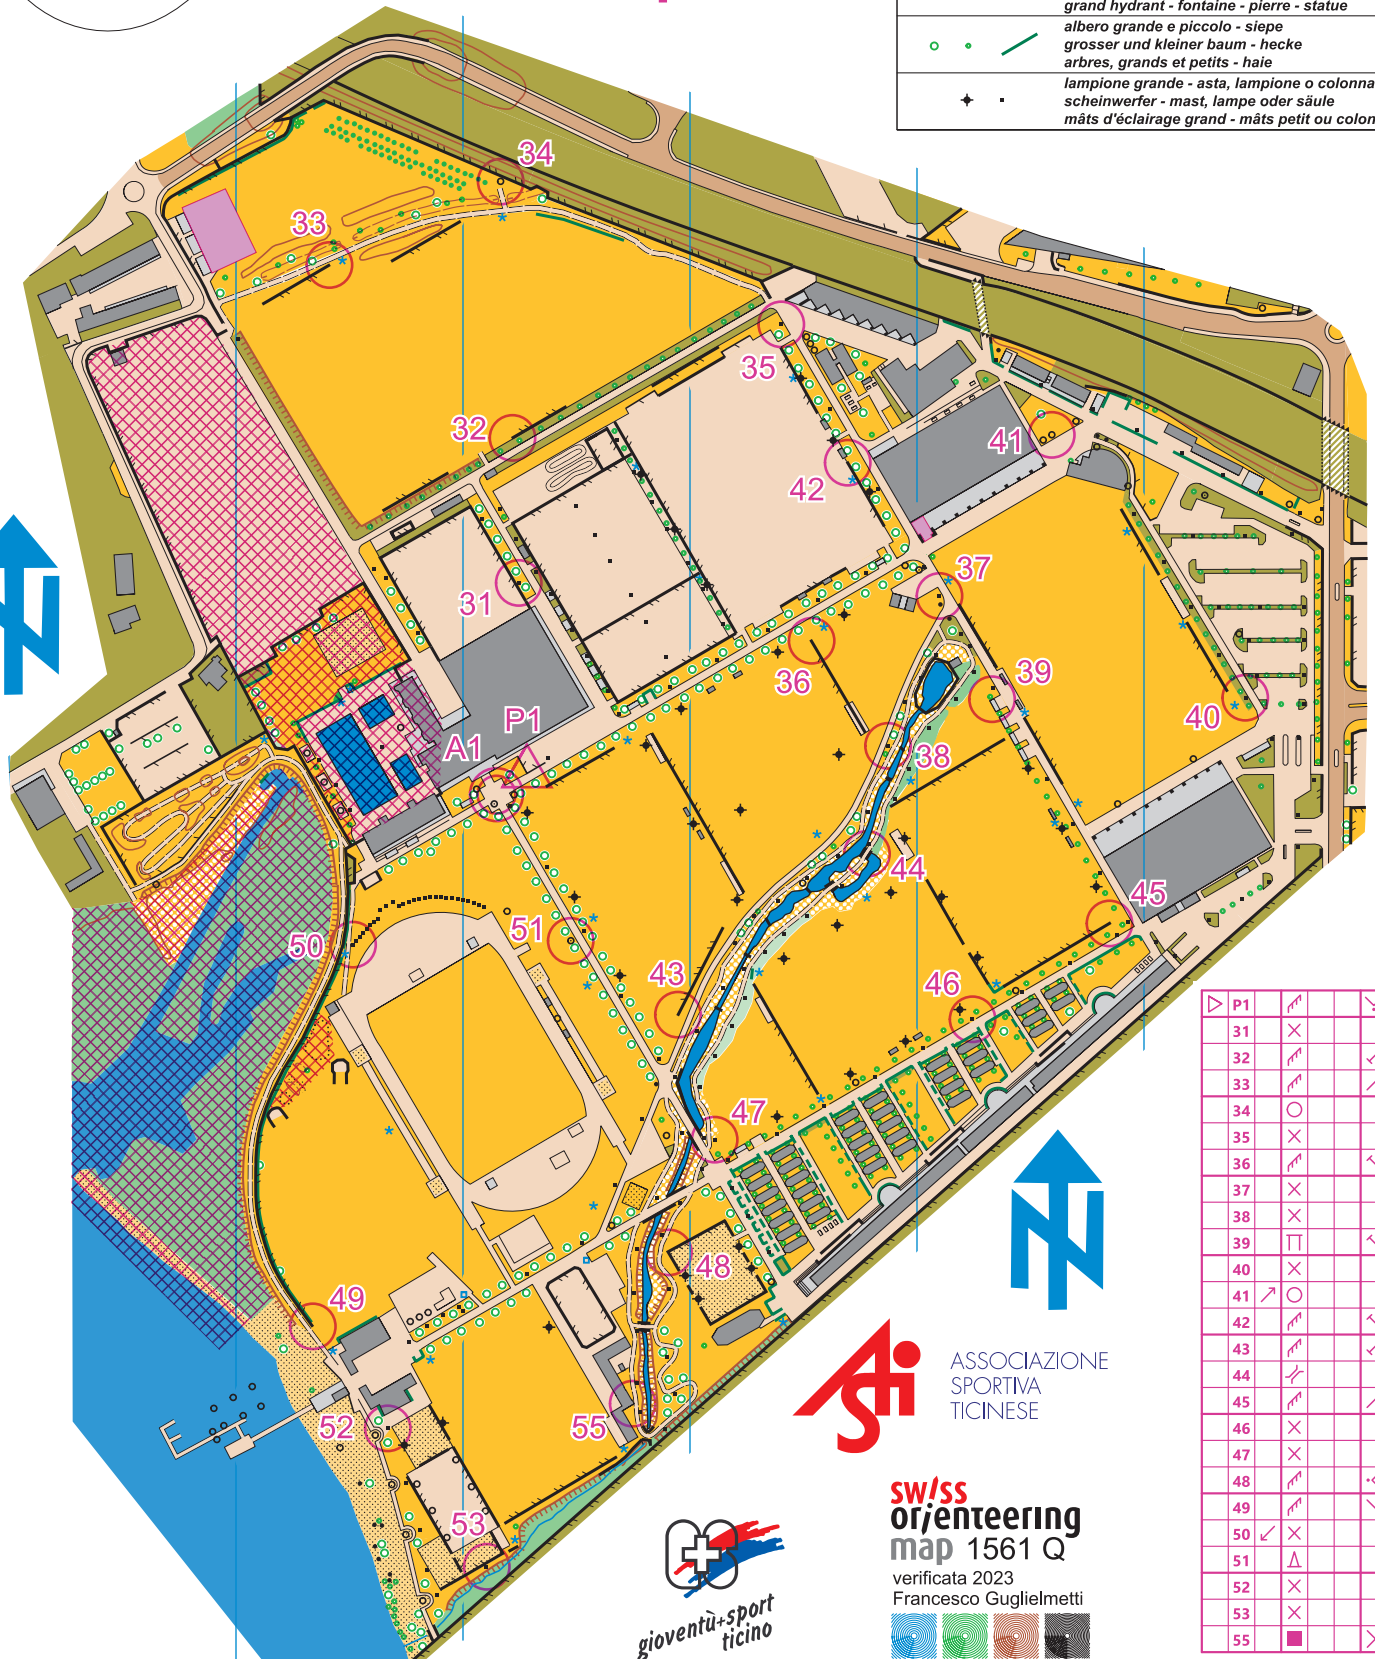 grand hydrant - fontaine - pierre - statue
albero grande e piccolo - siepe
grosser und kleiner baum - hecke
arbres, grands et petits - haie
lampione grande - asta, lampione o colonna
scheinwerfer - mast, lampe oder säule
mâts d'éclairage grand - mâts petit ou colon
34
33
35
32
41
42
31
37
36
39
40
P1
A1
38
44
45
51
50
43
46
47
48
49
52
55
53
N
N
ASSOCIAZIONE
SPORTIVA
TICINESE
swiss
orienteering
map 1561 Q
verificata 2023
Francesco Guglielmetti
gioventù+sport
ticino
P1
31
32
33
34
35
36
37
38
39
40
41
42
43
44
45
46
47
48
49
50
51
52
53
55